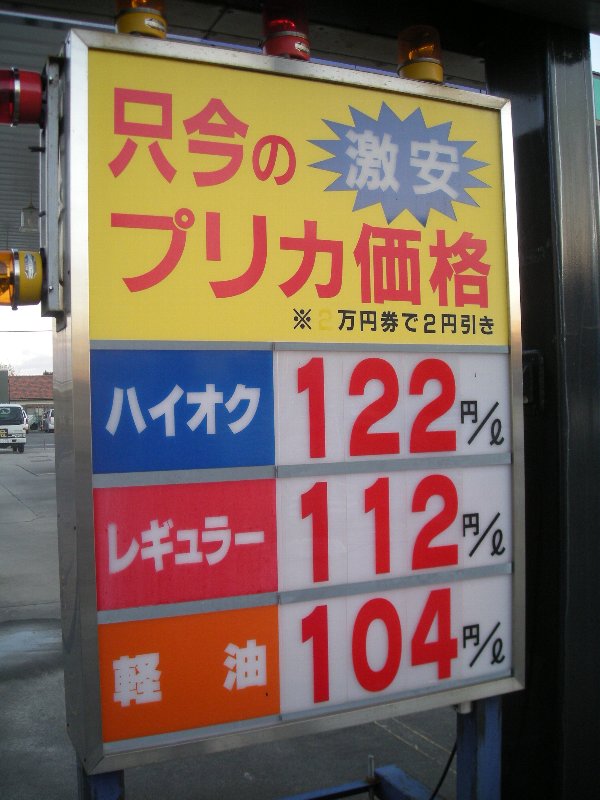 只今の 激安
プリカ価格
※2万円券で2円引き
ハイオク 122円/ℓ
レギュラー 112円/ℓ
軽油 104円/ℓ